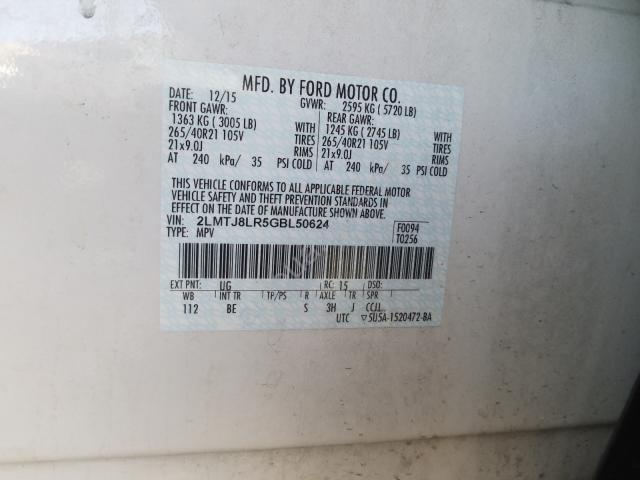 MFD. BY FORD MOTOR CO.
DATE: 12/15 GVWR: 2595 KG ( 5720 LB)
FRONT GAWR: REAR GAWR:
1363 KG ( 3005 LB) WITH 1245 KG ( 2745 LB) WITH
265/40R21 105V TIRES 265/40R21 105V TIRES
21x9.0J RIMS 21x9.0J RIMS
AT 240 kPa/ 35 PSI COLD AT 240 kPa/ 35 PSI COLD
THIS VEHICLE CONFORMS TO ALL APPLICABLE FEDERAL MOTOR
VEHICLE SAFETY AND THEFT PREVENTION STANDARDS IN
EFFECT ON THE DATE OF MANUFACTURE SHOWN ABOVE.
VIN: 2LMTJ8LR5GBL50624 F0094
TYPE: MPV T0256
EXT PNT: UG RC: 15 DSO:
WB INT TR TP/PS R AXLE TR SPR
112 BE S 3H J CCJL
UTC ▽5U5A-1520472-BA